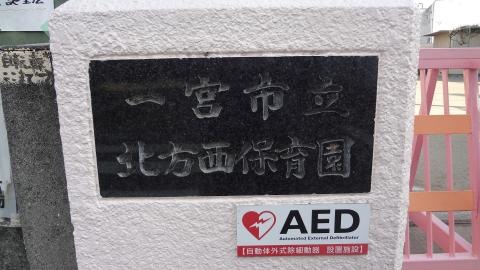 一宮市立
北方西保育園
AED
Automated External Defibrillator
【自動体外式除細動器 設置施設】